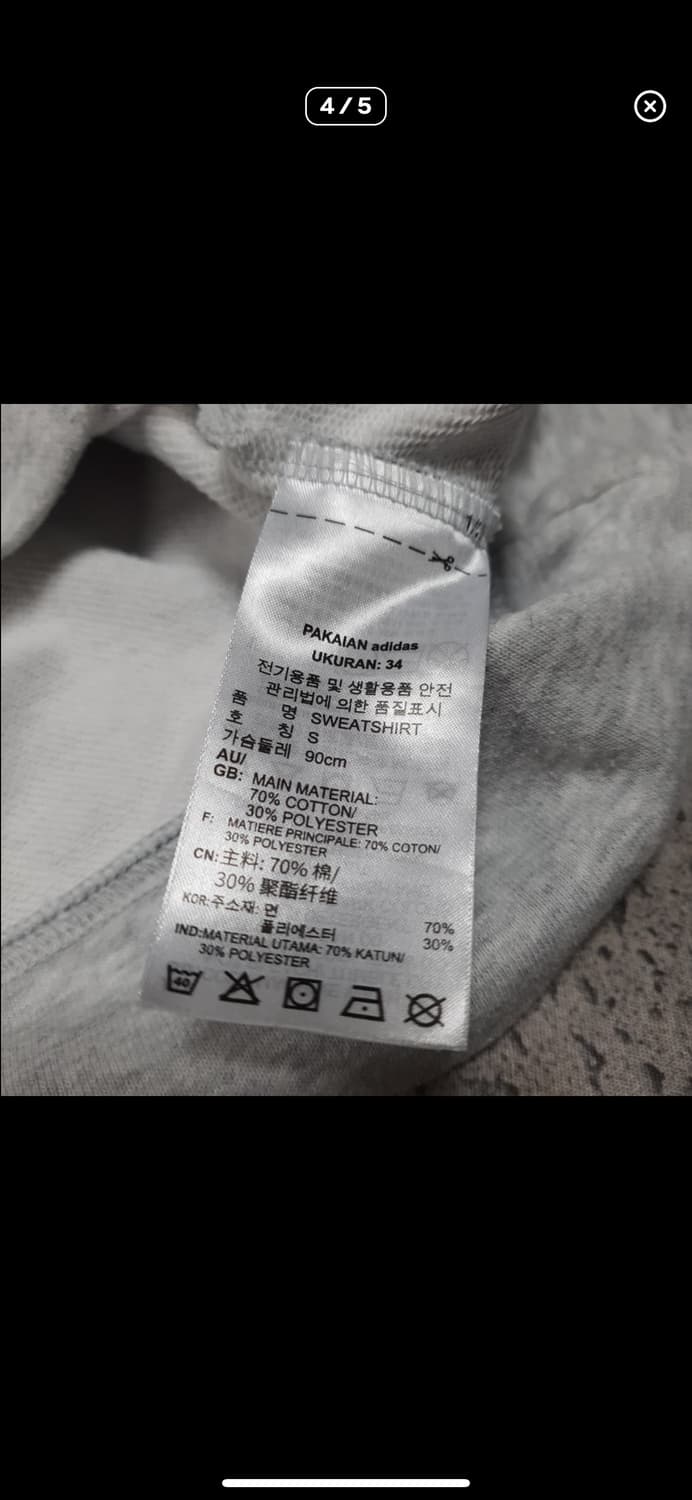 4/5
PAKAIAN adidas
UKURAN: 34
전기용품 및 생활용품 안전
관리법에 의한 품질표시
품 명 SWEATSHIRT
호 칭 S
가슴둘레 90cm
AU/
GB: MAIN MATERIAL:
70% COTTON/
30% POLYESTER
F: MATIERE PRINCIPALE: 70% COTON/
30% POLYESTER
CN:主料: 70% 棉/
30% 聚酯纤维
KOR:주소재: 면 70%
폴리에스터 30%
IND:MATERIAL UTAMA: 70% KATUN/
30% POLYESTER
40